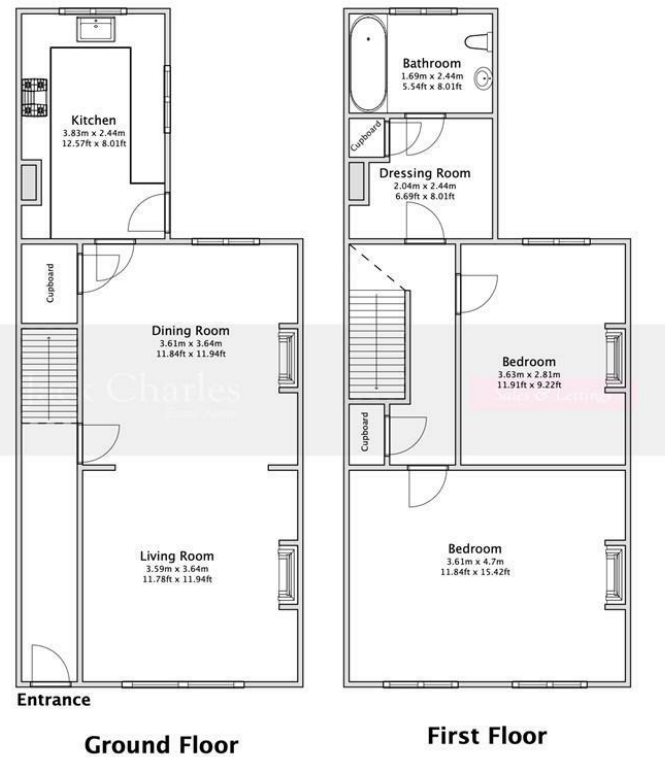 Kitchen
3.83m x 2.44m
12.57ft x 8.01ft
Cupboard
Dining Room
3.61m x 3.64m
11.84ft x 11.94ft
Charles
Living Room
3.59m x 3.64m
11.78ft x 11.94ft
Entrance
Ground Floor
Bathroom
1.69m x 2.44m
5.54ft x 8.01ft
Cupboard
Dressing Room
2.04m x 2.44m
6.69ft x 8.01ft
Bedroom
3.63m x 2.81m
11.91ft x 9.22ft
Sales & Lettings
Cupboard
Bedroom
3.61m x 4.7m
11.84ft x 15.42ft
First Floor